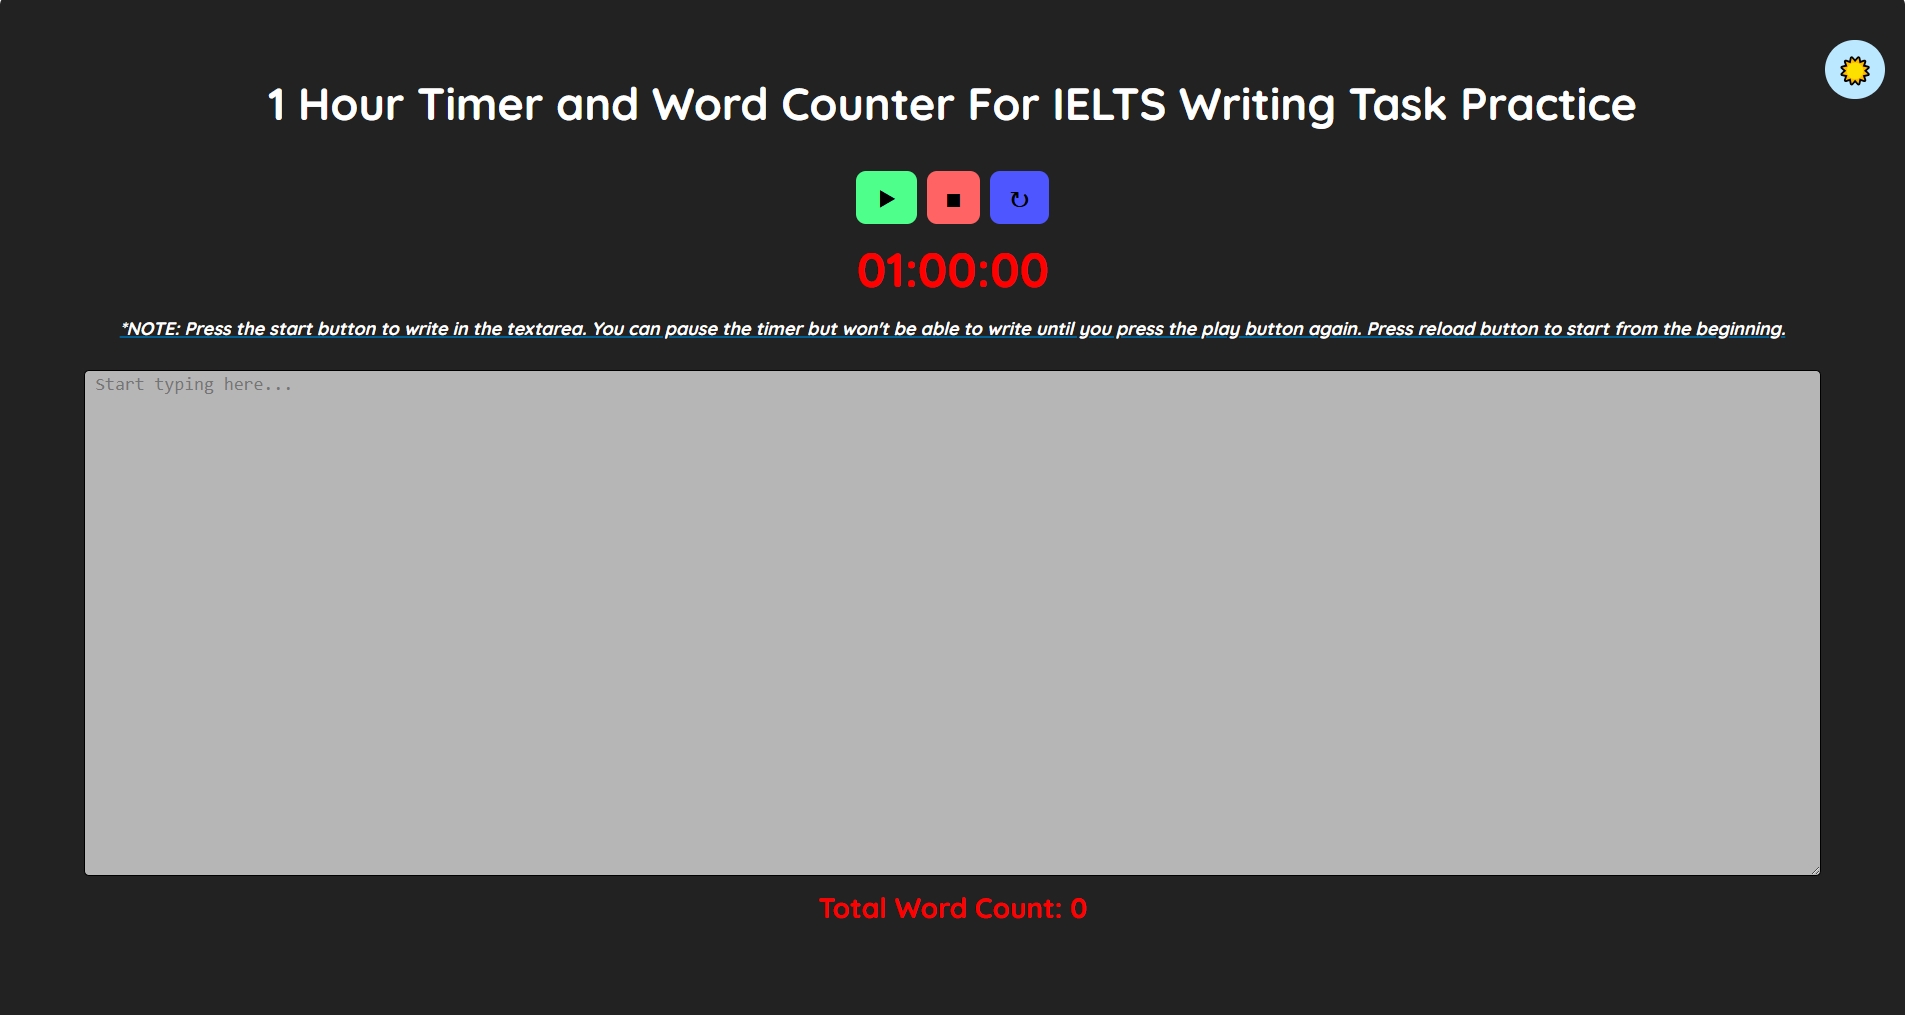 1 Hour Timer and Word Counter For IELTS Writing Task Practice
01:00:00
*NOTE: Press the start button to write in the textarea. You can pause the timer but won't be able to write until you press the play button again. Press reload button to start from the beginning.
Start typing here...
Total Word Count: 0